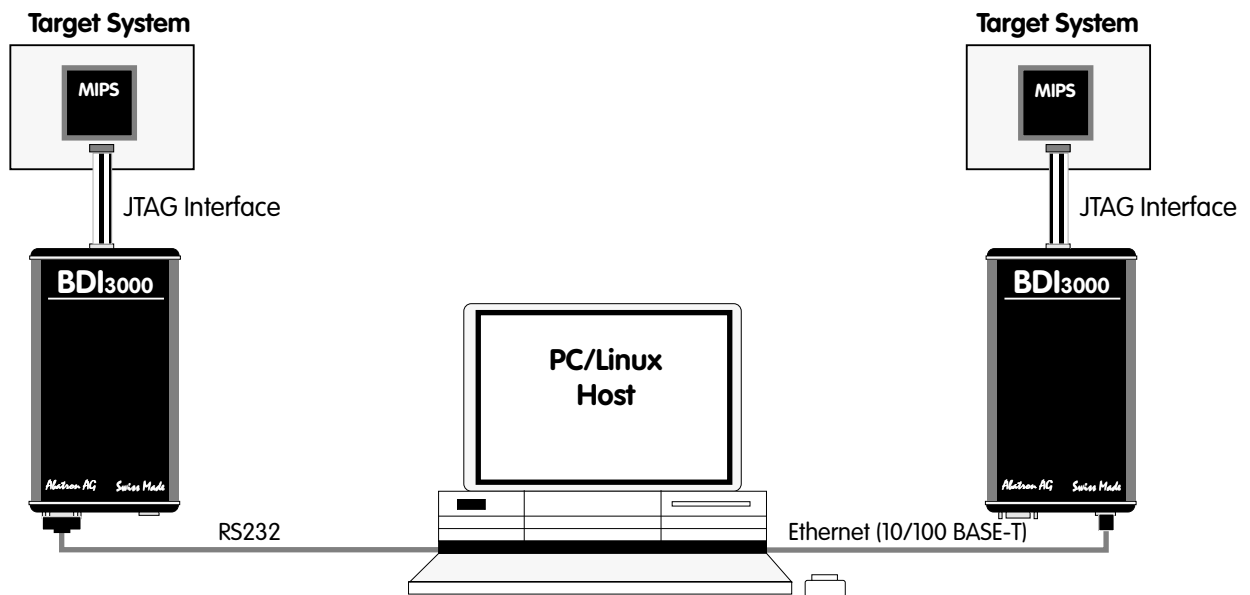 Target System
Target System
MIPS
MIPS
JTAG Interface
JTAG Interface
BDI3000
BDI3000
PC/Linux
Host
Abatron AG Swiss Made
Abatron AG Swiss Made
RS232
Ethernet (10/100 BASE-T)